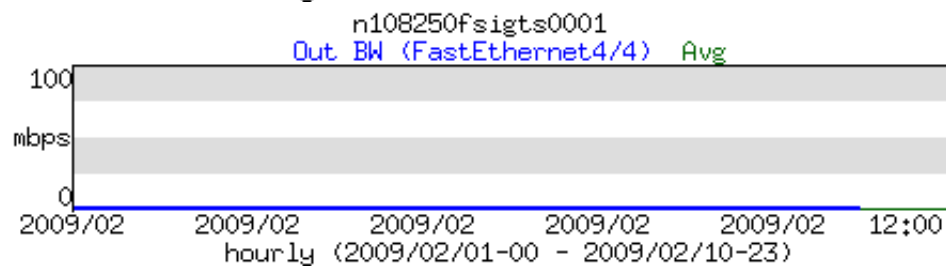 n108250fsigts0001
Out BW (FastEthernet4/4) Avg
100
mbps
0
2009/02 2009/02 2009/02 2009/02 2009/02 12:00
hourly (2009/02/01-00 - 2009/02/10-23)